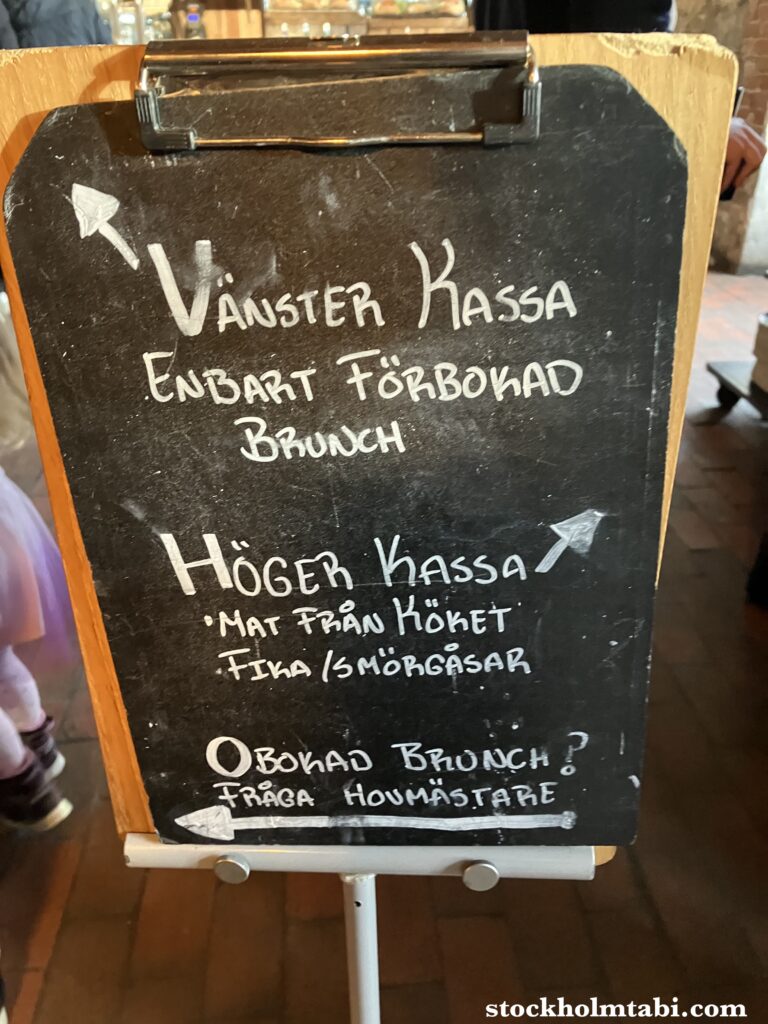 VÄNSTER KASSA
ENBART FÖRBOKAD
BRUNCH
HÖGER KASSA
·MAT FRÅN KÖKET
·FIKA/SMÖRGÅSAR
OBOKAD BRUNCH?
FRÅGA HOVMÄSTARE
stockholmtabi.com